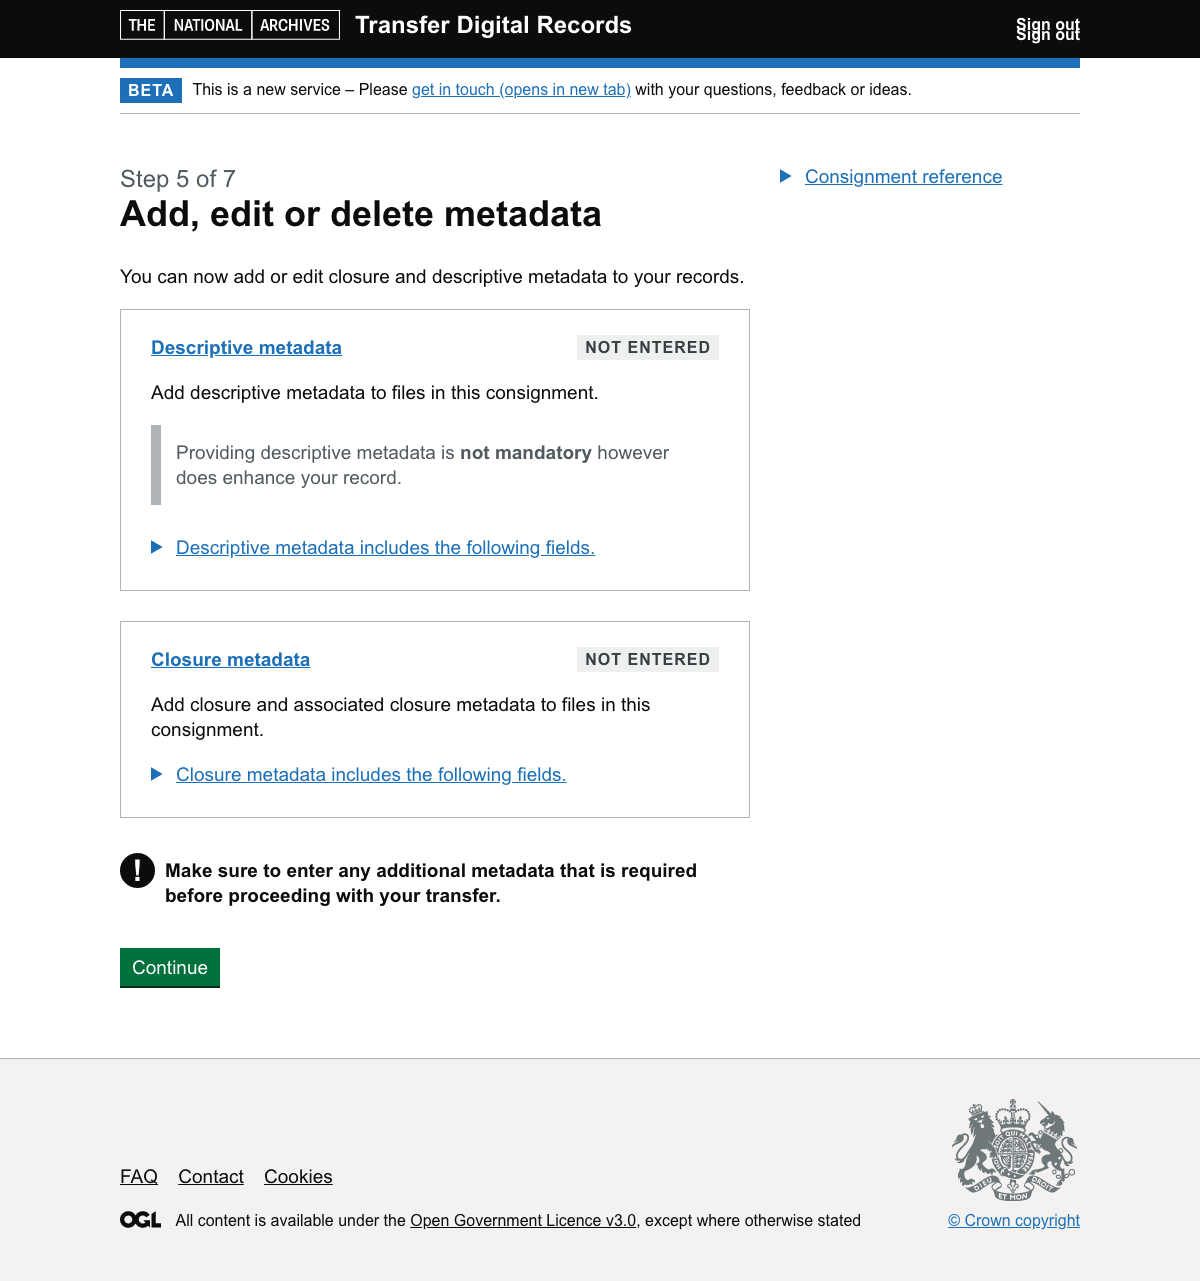 THE NATIONAL ARCHIVES Transfer Digital Records
Sign out
Sign out
BETA This is a new service – Please get in touch (opens in new tab) with your questions, feedback or ideas.
Step 5 of 7
Add, edit or delete metadata
Consignment reference
You can now add or edit closure and descriptive metadata to your records.
Descriptive metadata NOT ENTERED
Add descriptive metadata to files in this consignment.
Providing descriptive metadata is not mandatory however
does enhance your record.
Descriptive metadata includes the following fields.
Closure metadata NOT ENTERED
Add closure and associated closure metadata to files in this
consignment.
Closure metadata includes the following fields.
! Make sure to enter any additional metadata that is required
before proceeding with your transfer.
Continue
FAQ Contact Cookies
DIEU ET MON DROIT
OGL All content is available under the Open Government Licence v3.0, except where otherwise stated
© Crown copyright